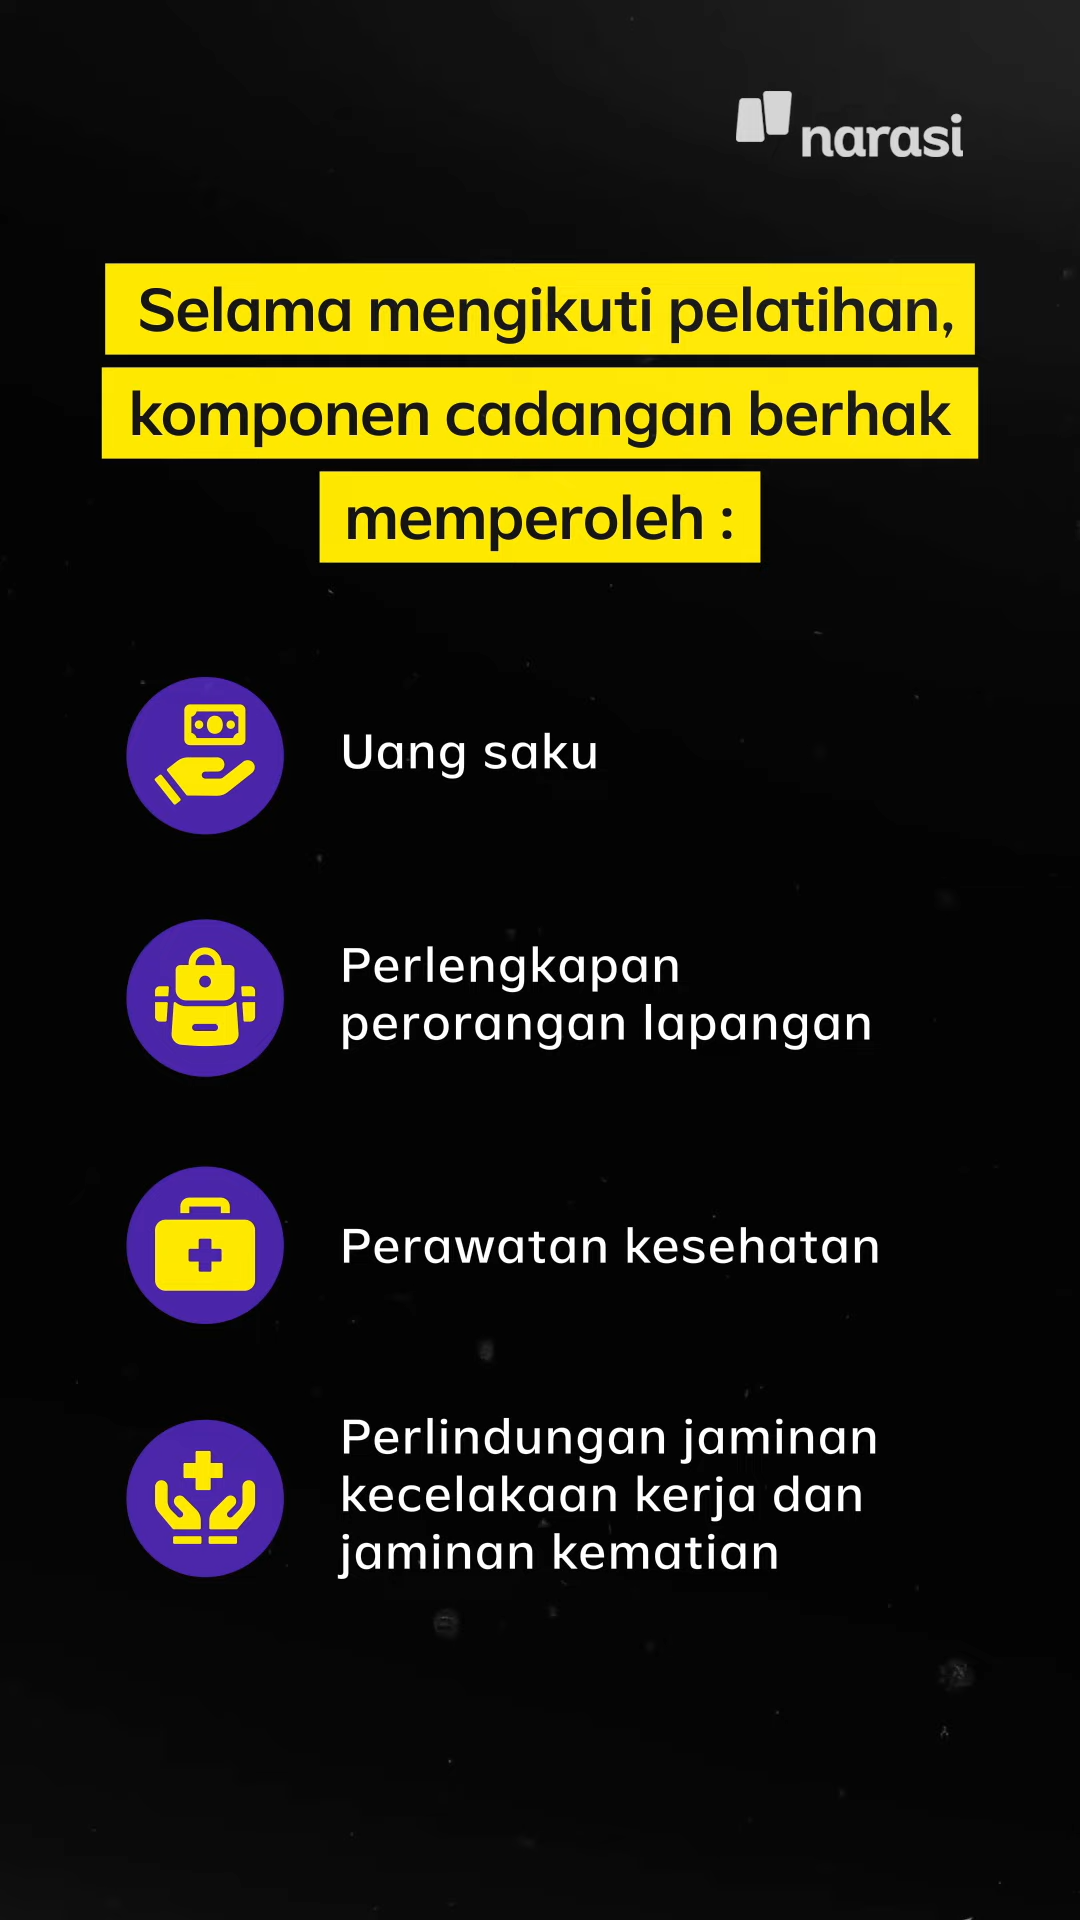 narasi
Selama mengikuti pelatihan,
komponen cadangan berhak
memperoleh :
Uang saku
Perlengkapan
perorangan lapangan
Perawatan kesehatan
Perlindungan jaminan
kecelakaan kerja dan
jaminan kematian